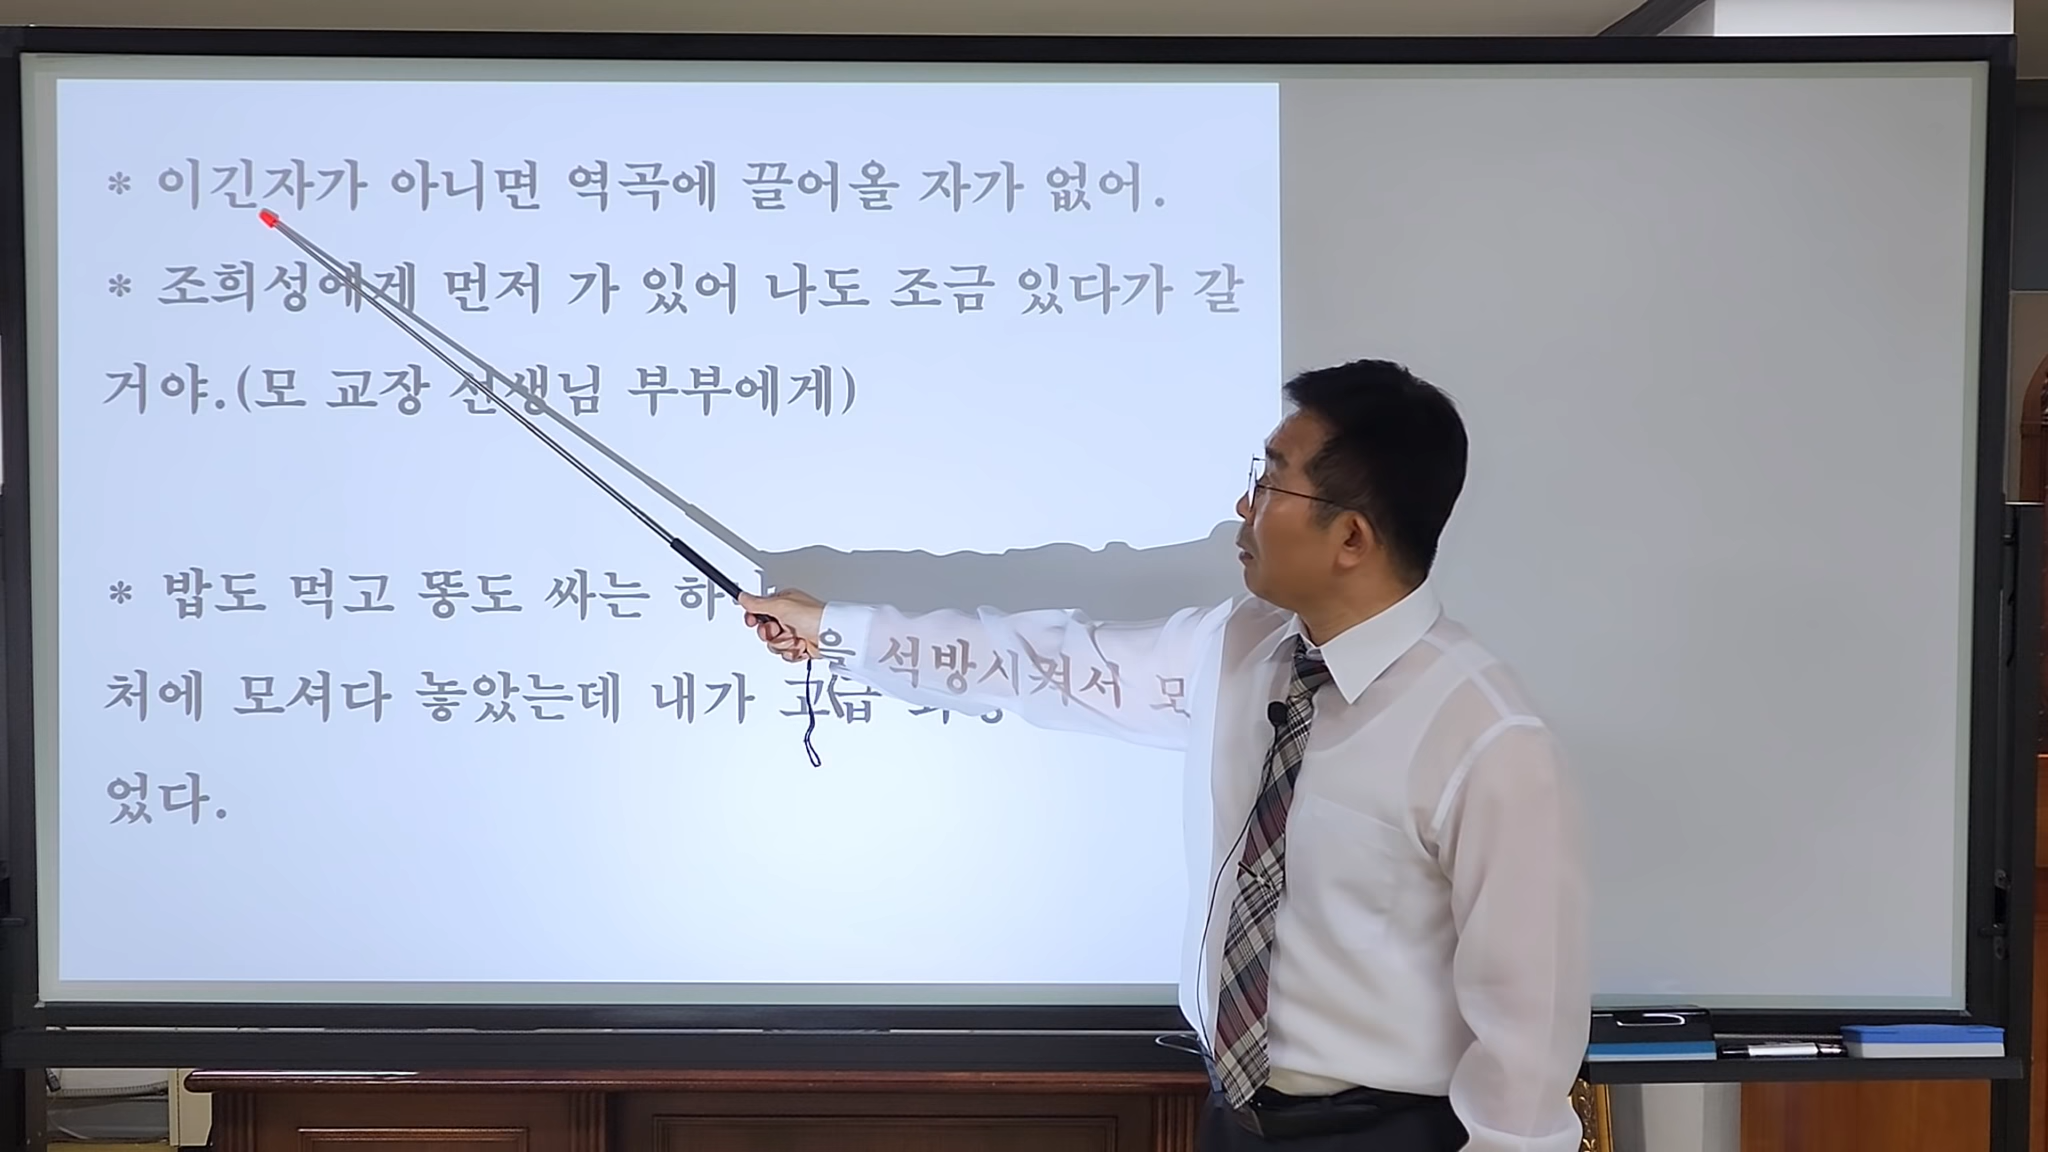 * 이긴자가 아니면 역곡에 끌어올 자가 없어.
* 조희성에게 먼저 가 있어 나도 조금 있다가 갈
거야.(모 교장 선생님 부부에게)
* 밥도 먹고 똥도 싸는
석방시켜서
처에 모셔다 놓았는데 내가 고급
었다.